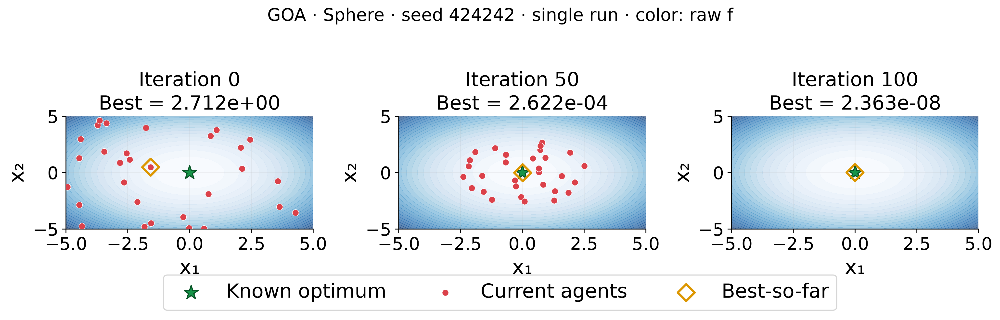 GOA · Sphere · seed 424242 · single run · color: raw f
Iteration 0
Best = 2.712e+00
5
0
−5
x₂
−5.0 −2.5 0.0 2.5 5.0
x₁
Iteration 50
Best = 2.622e-04
5
0
−5
x₂
−5.0 −2.5 0.0 2.5 5.0
x₁
Iteration 100
Best = 2.363e-08
5
0
−5
x₂
−5.0 −2.5 0.0 2.5 5.0
x₁
Known optimum Current agents Best-so-far